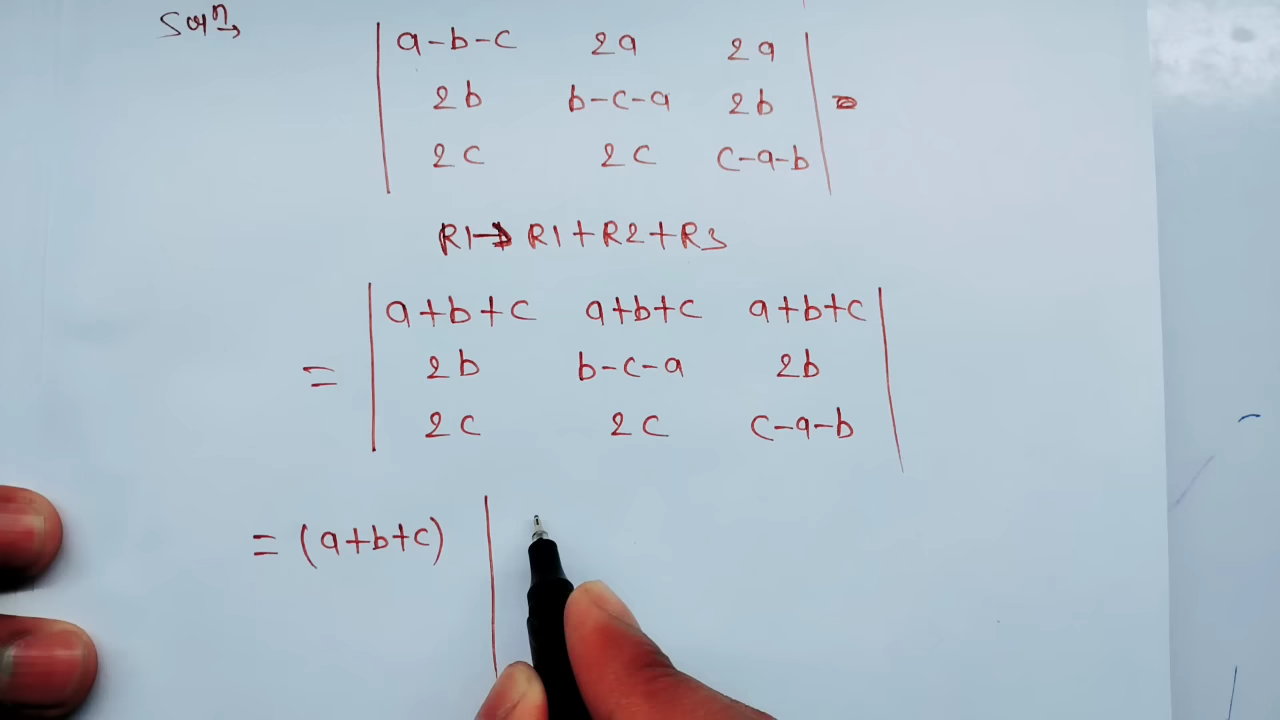 Solⁿ→
| a-b-c 2a 2a |
| 2b b-c-a 2b | =
| 2c 2c c-a-b |
R1→ R1+R2+R3
| a+b+c a+b+c a+b+c |
= | 2b b-c-a 2b |
| 2c 2c c-a-b |
= (a+b+c) |